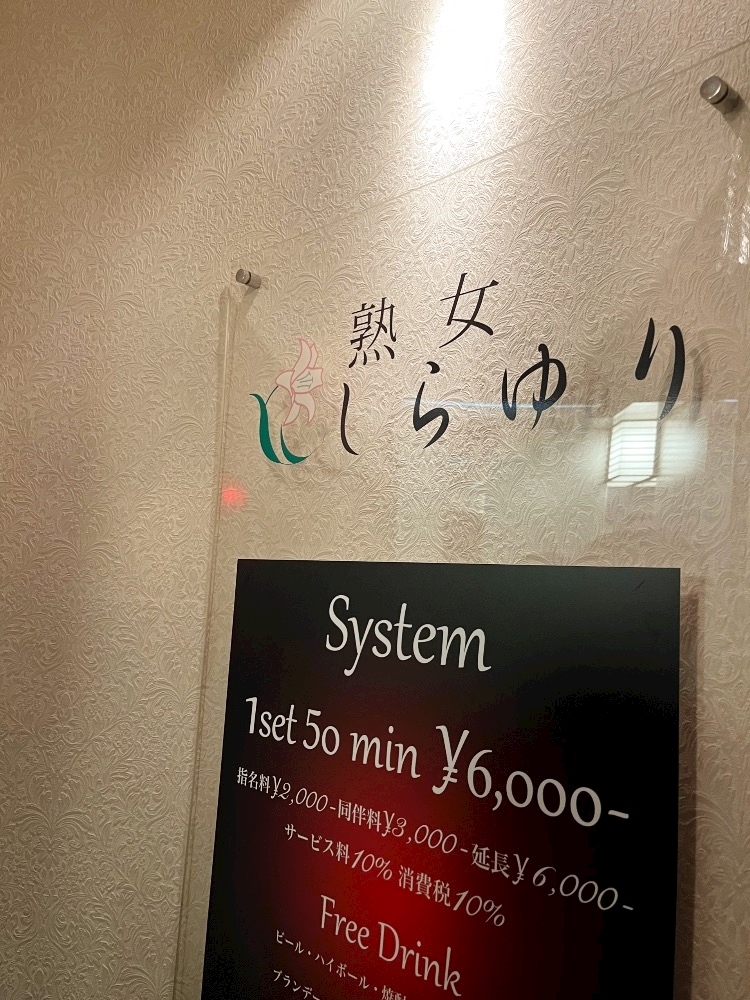 熟女
しらゆり
System
1set 50 min ¥6,000-
指名料¥2,000-同伴料¥3,000-延長¥6,000-
サービス料10% 消費税10%
Free Drink
ビール・ハイボール・焼酎
ブランデー